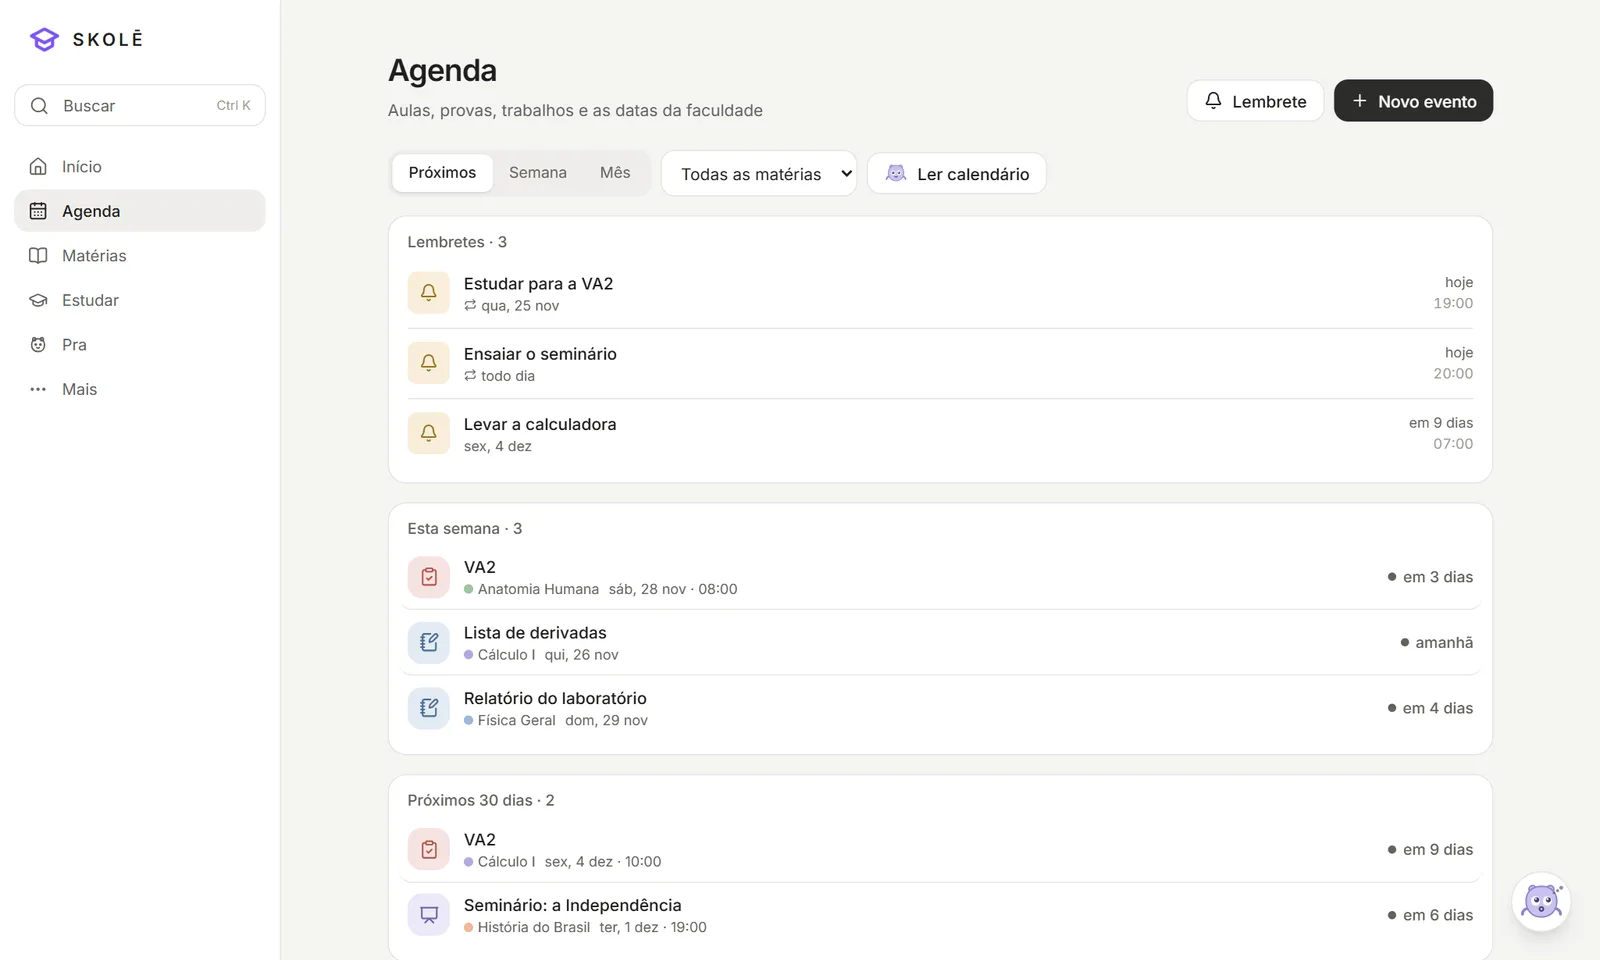 SKOLĒ
Buscar Ctrl K
Início
Agenda
Matérias
Estudar
Pra
Mais
Agenda
Aulas, provas, trabalhos e as datas da faculdade
Lembrete
Novo evento
Próximos Semana Mês Todas as matérias Ler calendário
Lembretes · 3
Estudar para a VA2
qua, 25 nov
hoje
19:00
Ensaiar o seminário
todo dia
hoje
20:00
Levar a calculadora
sex, 4 dez
em 9 dias
07:00
Esta semana · 3
VA2
Anatomia Humana sáb, 28 nov · 08:00
em 3 dias
Lista de derivadas
Cálculo I qui, 26 nov
amanhã
Relatório do laboratório
Física Geral dom, 29 nov
em 4 dias
Próximos 30 dias · 2
VA2
Cálculo I sex, 4 dez · 10:00
em 9 dias
Seminário: a Independência
História do Brasil ter, 1 dez · 19:00
em 6 dias